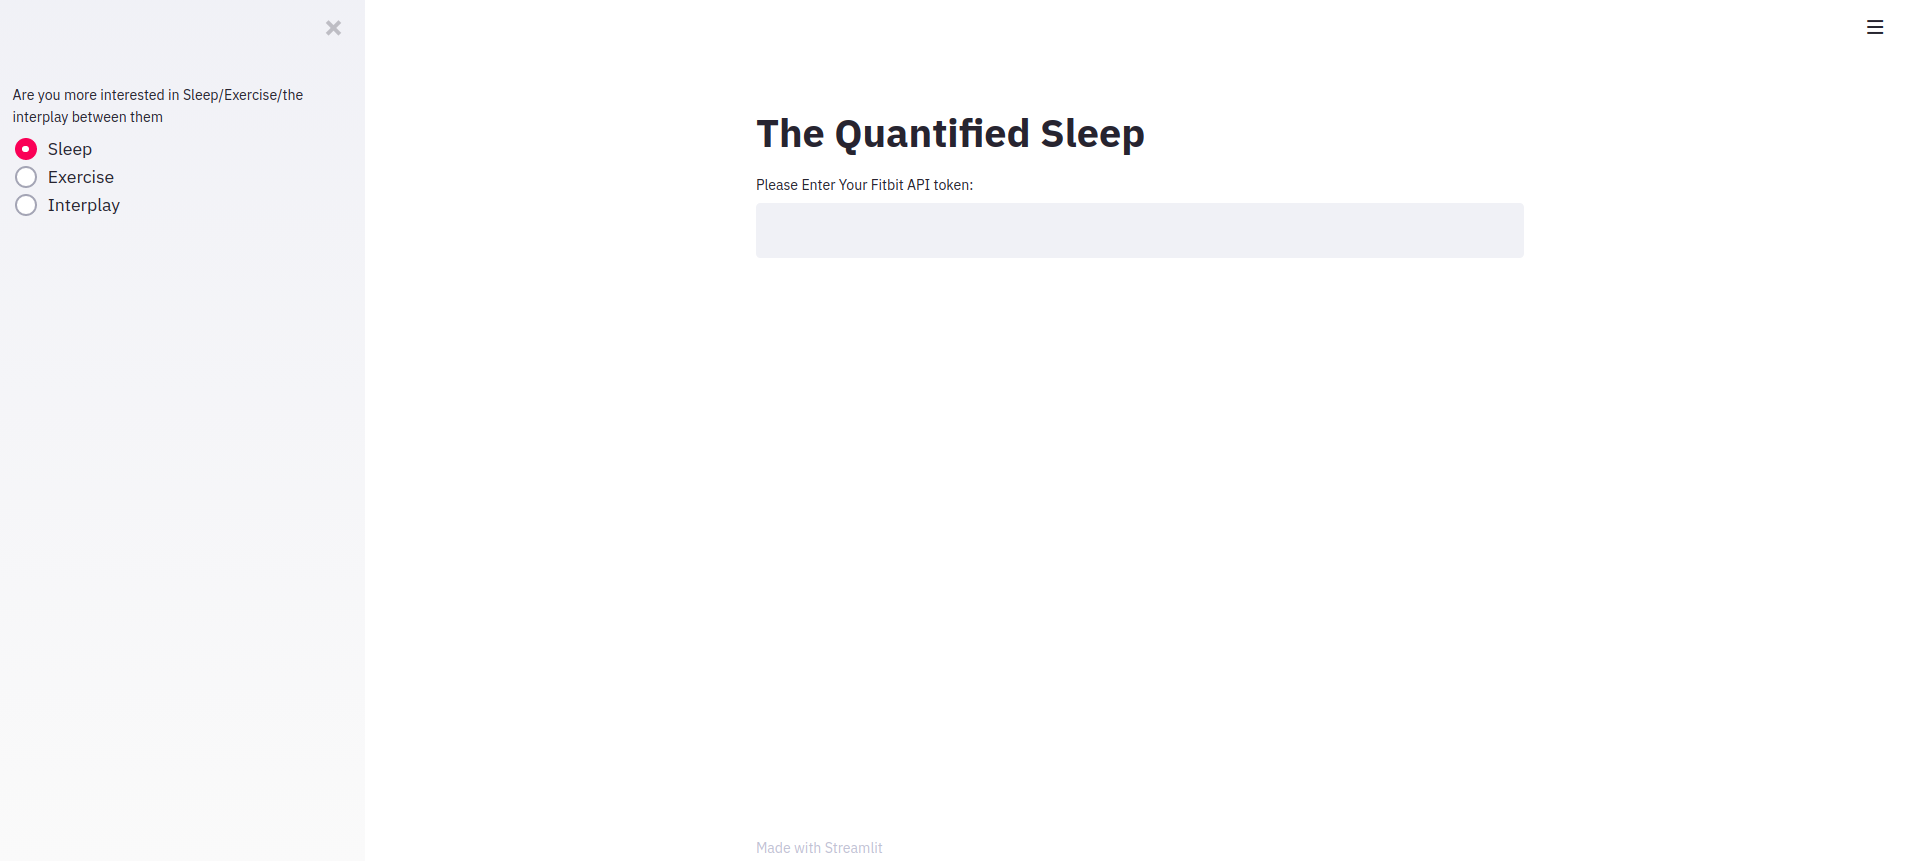 Are you more interested in Sleep/Exercise/the
interplay between them
Sleep
Exercise
Interplay
The Quantified Sleep
Please Enter Your Fitbit API token:
Made with Streamlit